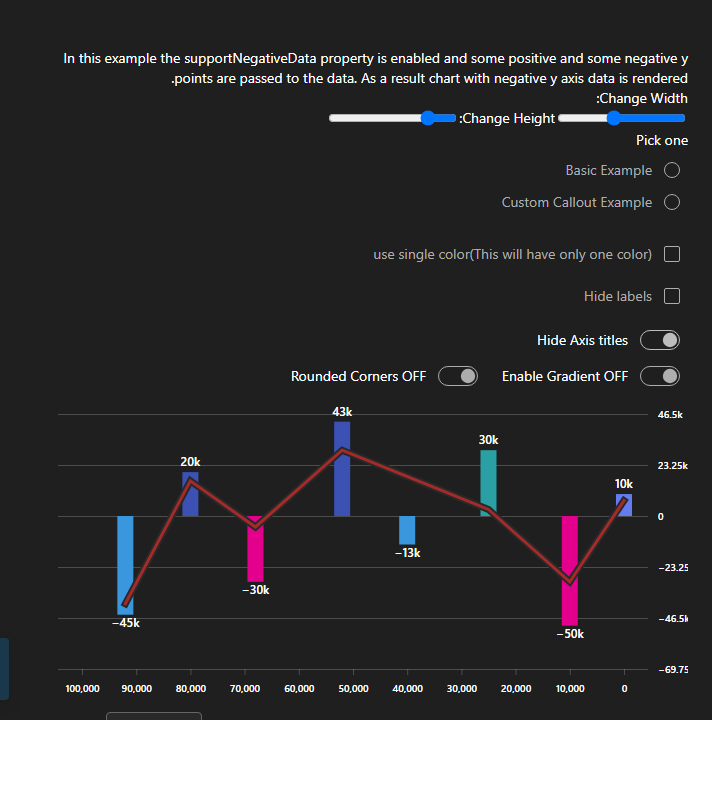 In this example the supportNegativeData property is enabled and some positive and some negative y
.points are passed to the data. As a result chart with negative y axis data is rendered
:Change Width
:Change Height
Pick one
Basic Example
Custom Callout Example
use single color(This will have only one color)
Hide labels
Hide Axis titles
Rounded Corners OFF Enable Gradient OFF
43k
46.5k
30k
20k
23.25k
10k
0
−13k
−23.25
−30k
−45k
−46.5k
−50k
−69.75
100,000 90,000 80,000 70,000 60,000 50,000 40,000 30,000 20,000 10,000 0